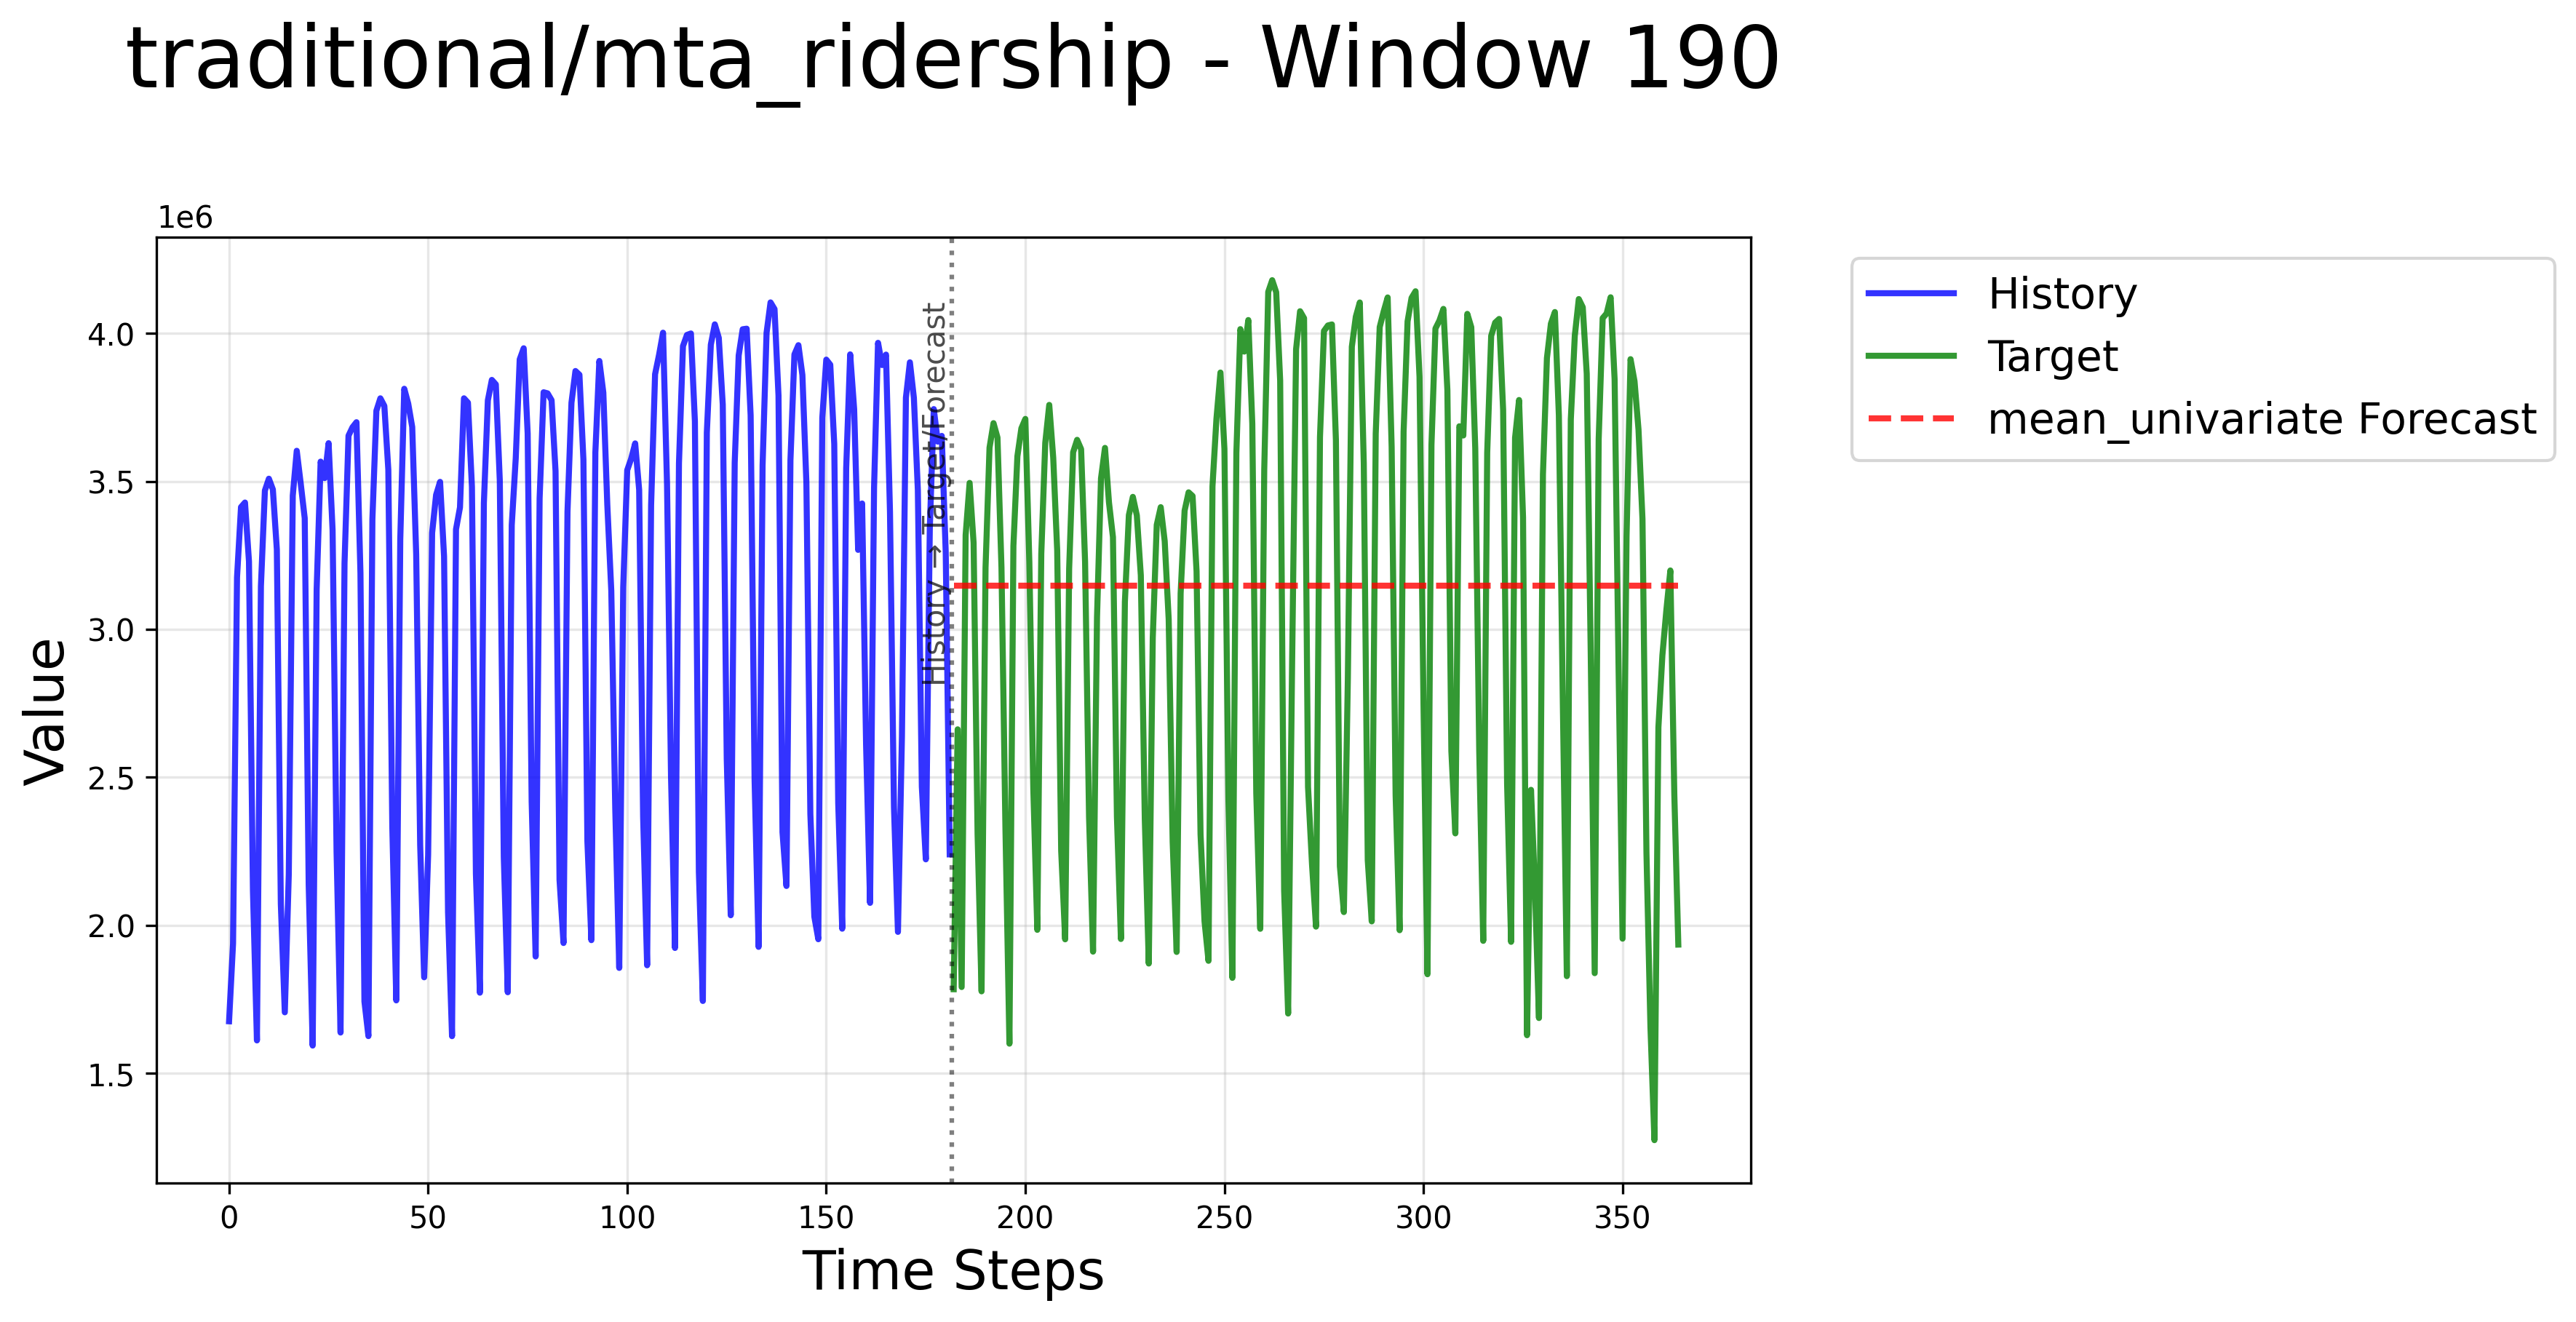 traditional/mta_ridership - Window 190
1e6
History
Target
mean_univariate Forecast
4.0
3.5
3.0
2.5
2.0
1.5
Value
History → Target/Forecast
0 50 100 150 200 250 300 350
Time Steps